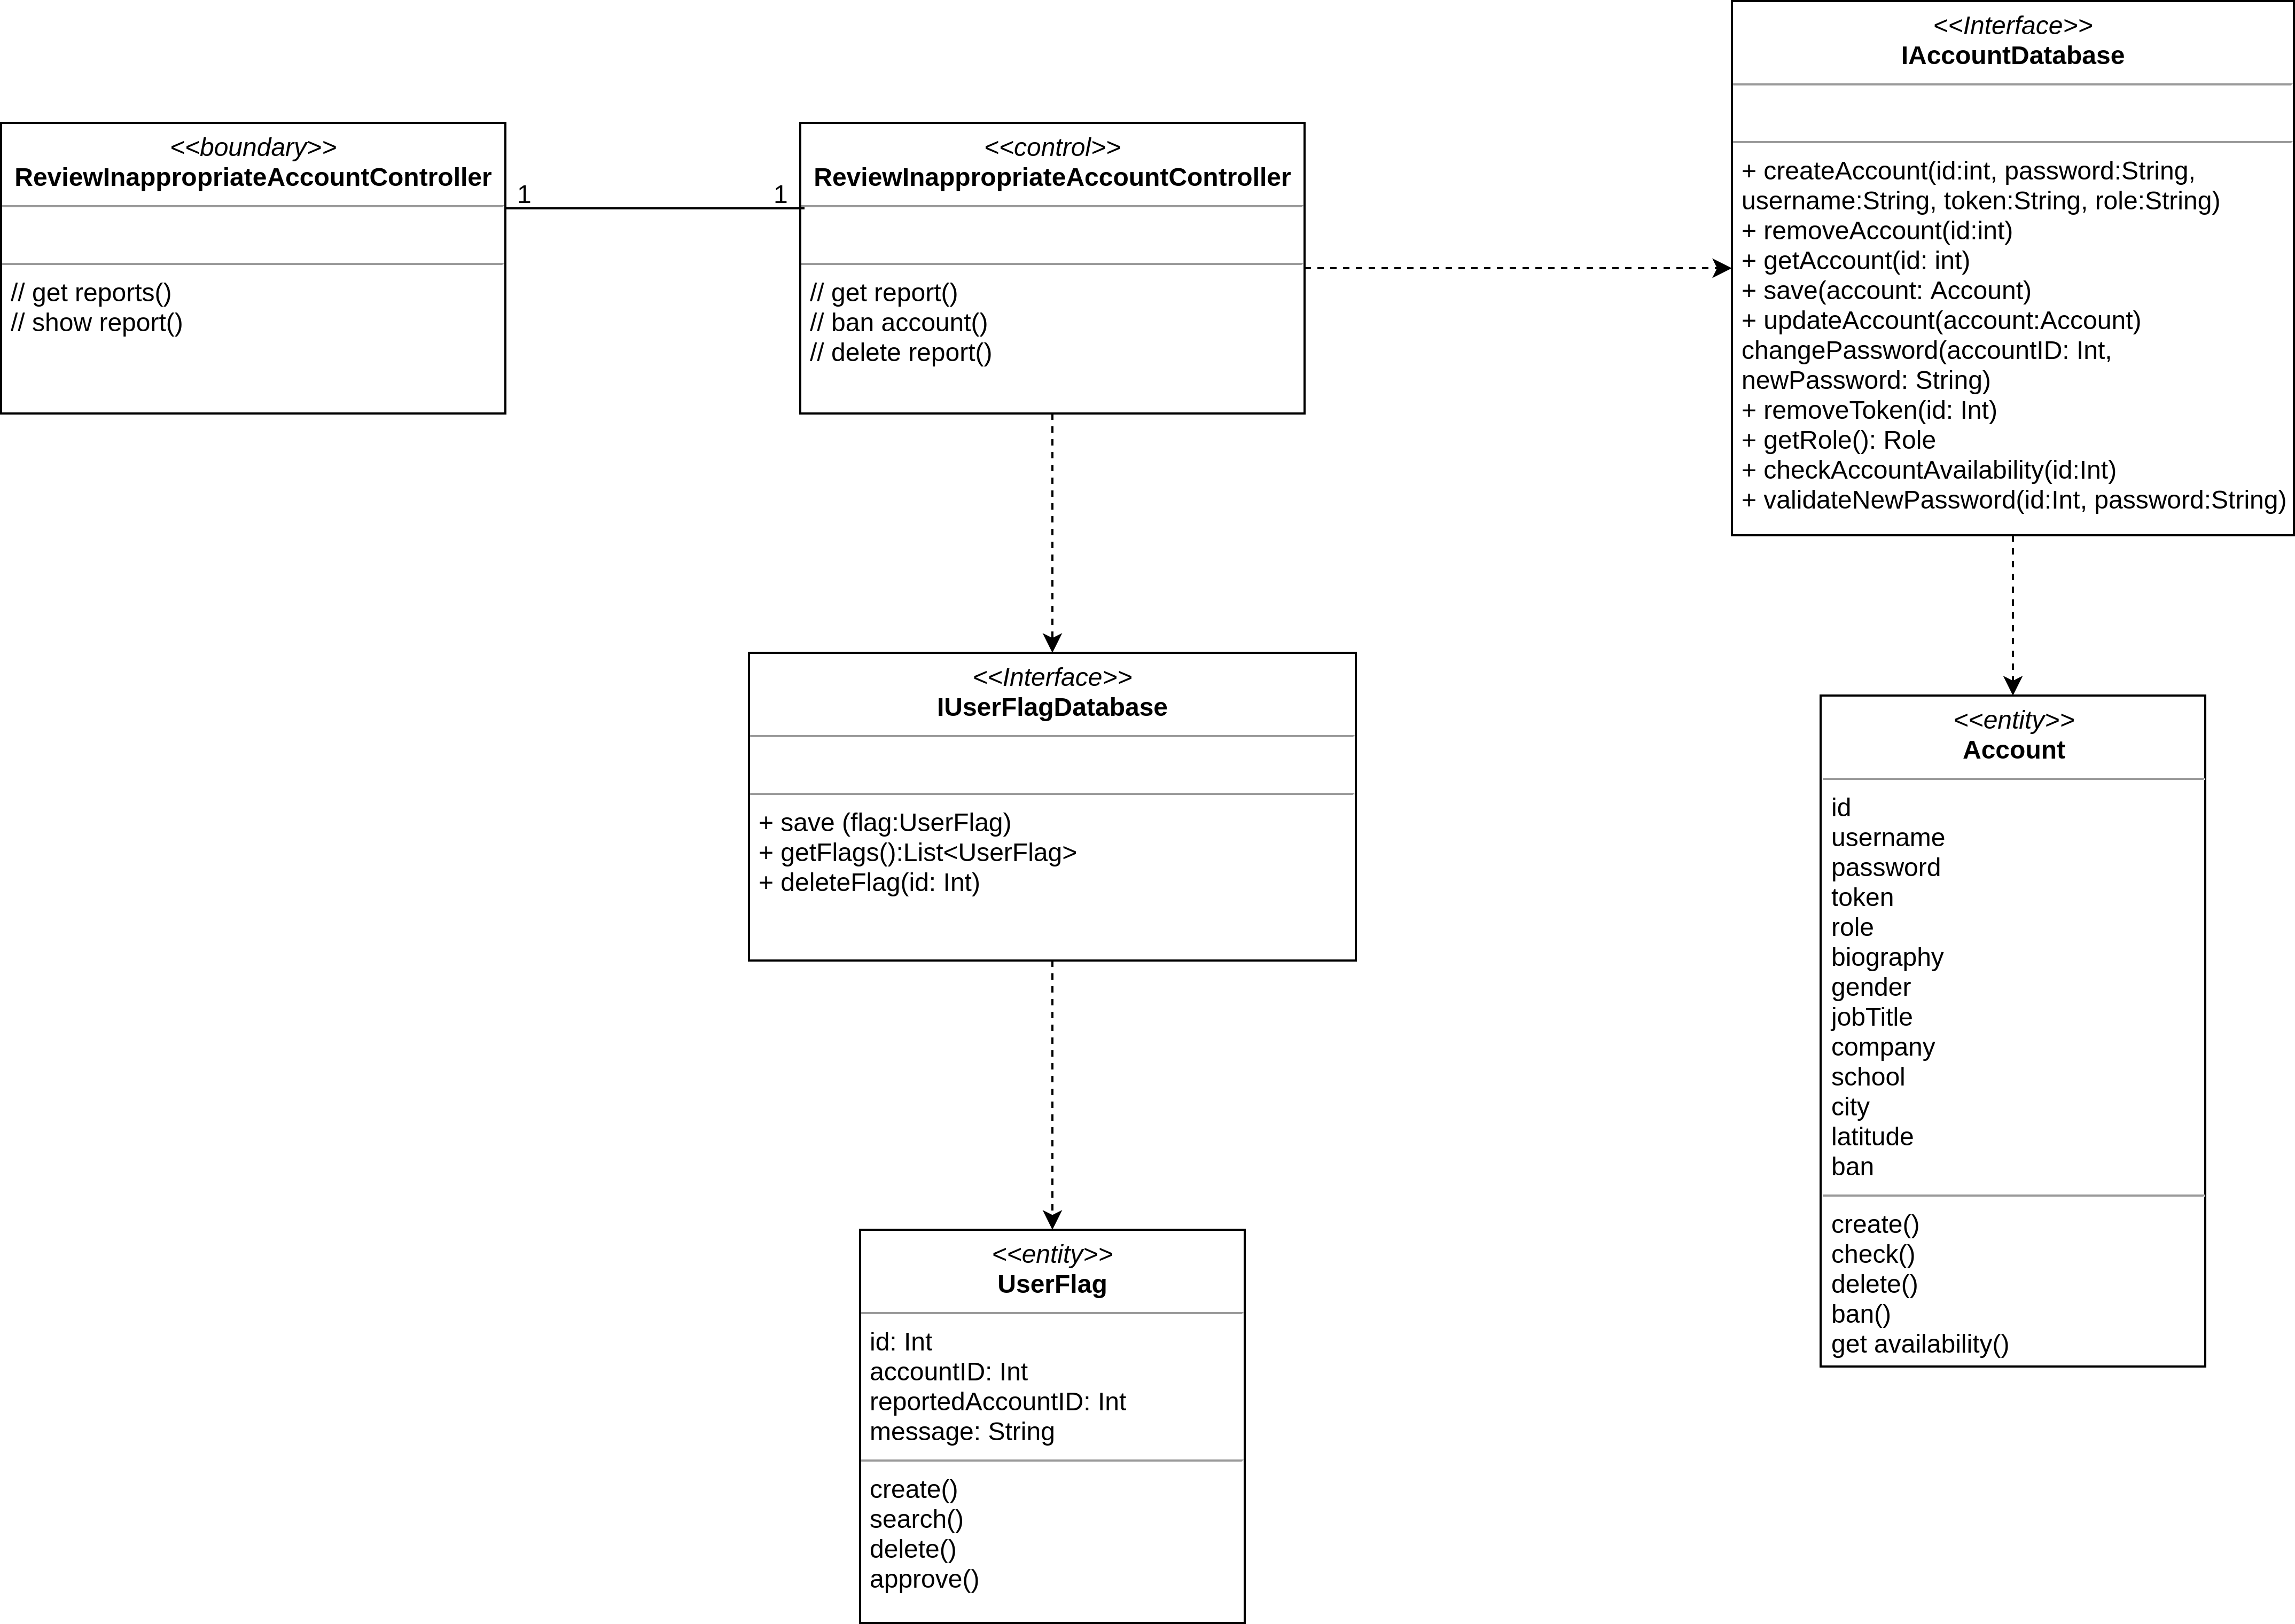 <<boundary>>
ReviewInappropriateAccountController
// get reports()
// show report()
1
1
<<control>>
ReviewInappropriateAccountController
// get report()
// ban account()
// delete report()
<<Interface>>
IAccountDatabase
+ createAccount(id:int, password:String,
username:String, token:String, role:String)
+ removeAccount(id:int)
+ getAccount(id: int)
+ save(account: Account)
+ updateAccount(account:Account)
changePassword(accountID: Int,
newPassword: String)
+ removeToken(id: Int)
+ getRole(): Role
+ checkAccountAvailability(id:Int)
+ validateNewPassword(id:Int, password:String)
<<Interface>>
IUserFlagDatabase
+ save (flag:UserFlag)
+ getFlags():List<UserFlag>
+ deleteFlag(id: Int)
<<entity>>
Account
id
username
password
token
role
biography
gender
jobTitle
company
school
city
latitude
ban
create()
check()
delete()
ban()
get availability()
<<entity>>
UserFlag
id: Int
accountID: Int
reportedAccountID: Int
message: String
create()
search()
delete()
approve()